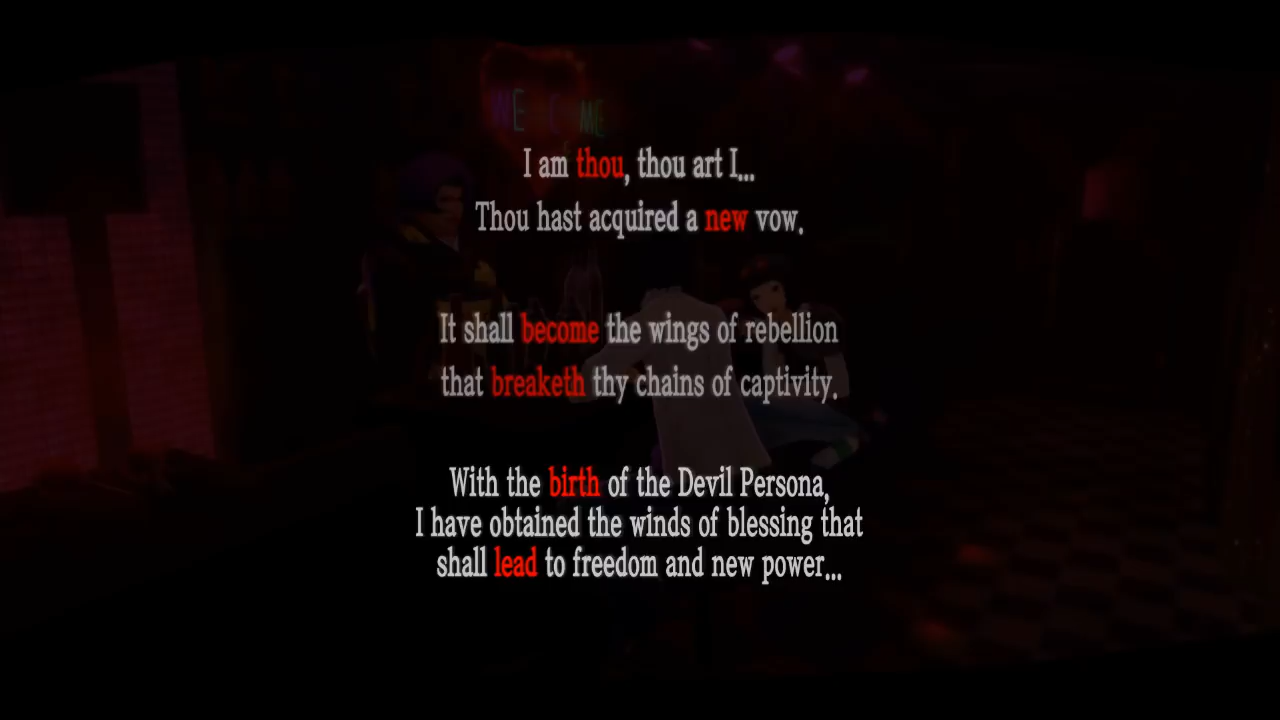 I am thou, thou art I...
Thou hast acquired a new vow.
It shall become the wings of rebellion
that breaketh thy chains of captivity.
With the birth of the Devil Persona,
I have obtained the winds of blessing that
shall lead to freedom and new power...